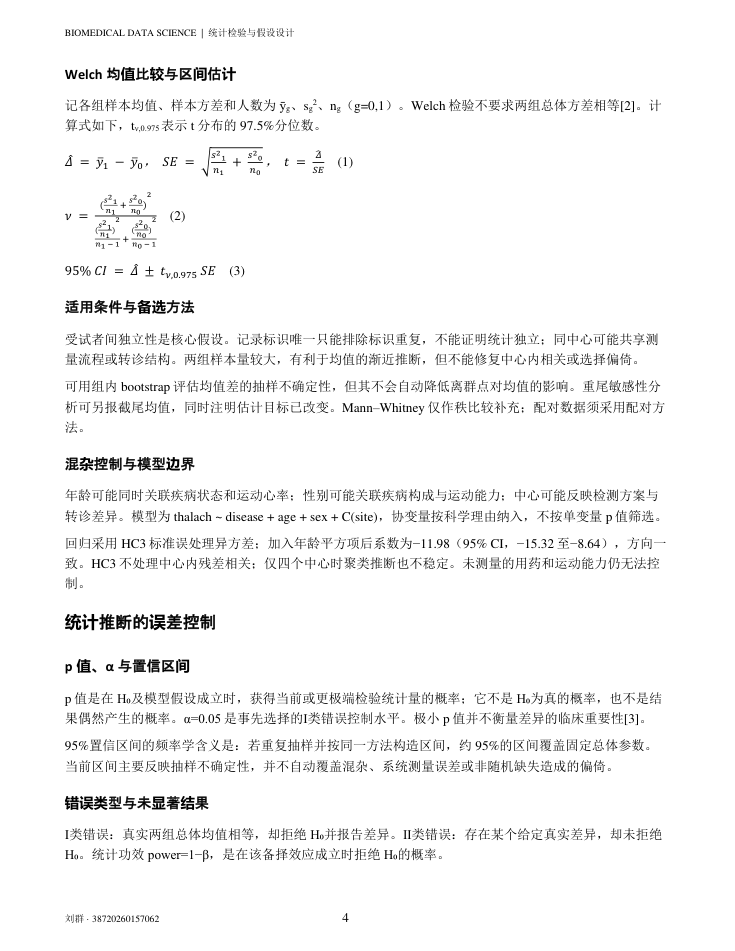 BIOMEDICAL DATA SCIENCE | 统计检验与假设设计
Welch 均值比较与区间估计
记各组样本均值、样本方差和人数为 ȳg、sg²、ng（g=0,1）。Welch 检验不要求两组总体方差相等[2]。计
算式如下，tν,0.975 表示 t 分布的 97.5%分位数。
Δ̂ = ȳ₁ − ȳ₀, SE = √(s²₁/n₁ + s²₀/n₀), t = Δ̂/SE (1)
ν = (s²₁/n₁ + s²₀/n₀)² / ((s²₁/n₁)²/(n₁−1) + (s²₀/n₀)²/(n₀−1)) (2)
95% CI = Δ̂ ± tν,0.975 SE (3)
适用条件与备选方法
受试者间独立性是核心假设。记录标识唯一只能排除标识重复，不能证明统计独立；同中心可能共享测
量流程或转诊结构。两组样本量较大，有利于均值的渐近推断，但不能修复中心内相关或选择偏倚。
可用组内 bootstrap 评估均值差的抽样不确定性，但其不会自动降低离群点对均值的影响。重尾敏感性分
析可另报截尾均值，同时注明估计目标已改变。Mann–Whitney 仅作秩比较补充；配对数据须采用配对方
法。
混杂控制与模型边界
年龄可能同时关联疾病状态和运动心率；性别可能关联疾病构成与运动能力；中心可能反映检测方案与
转诊差异。模型为 thalach ~ disease + age + sex + C(site)，协变量按科学理由纳入，不按单变量 p 值筛选。
回归采用 HC3 标准误处理异方差；加入年龄平方项后系数为−11.98（95% CI，−15.32 至−8.64），方向一
致。HC3 不处理中心内残差相关；仅四个中心时聚类推断也不稳定。未测量的用药和运动能力仍无法控
制。
统计推断的误差控制
p 值、α 与置信区间
p 值是在 H₀及模型假设成立时，获得当前或更极端检验统计量的概率；它不是 H₀为真的概率，也不是结
果偶然产生的概率。α=0.05 是事先选择的I类错误控制水平。极小 p 值并不衡量差异的临床重要性[3]。
95%置信区间的频率学含义是：若重复抽样并按同一方法构造区间，约 95%的区间覆盖固定总体参数。
当前区间主要反映抽样不确定性，并不自动覆盖混杂、系统测量误差或非随机缺失造成的偏倚。
错误类型与未显著结果
I类错误：真实两组总体均值相等，却拒绝 H₀并报告差异。II类错误：存在某个给定真实差异，却未拒绝
H₀。统计功效 power=1−β，是在该备择效应成立时拒绝 H₀的概率。
刘群 · 38720260157062
4